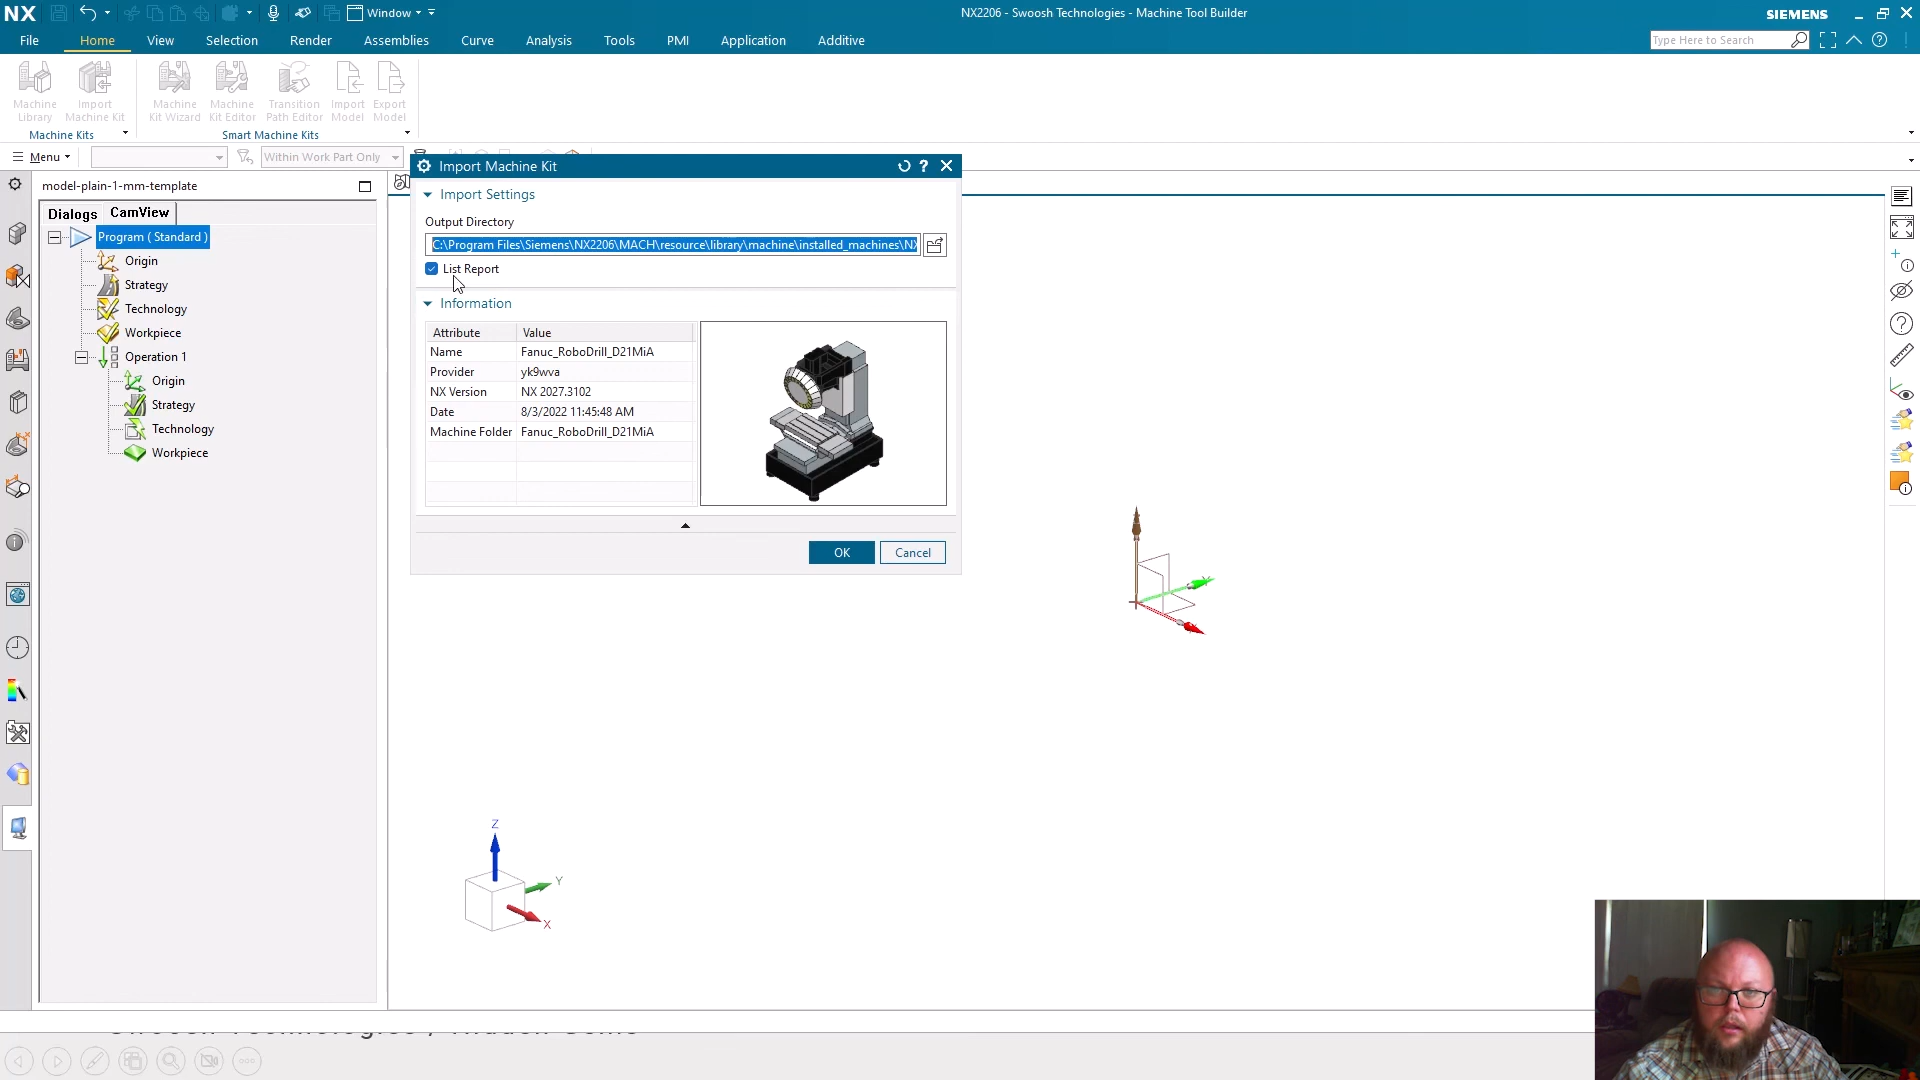 NX
Window
NX2206 - Swoosh Technologies - Machine Tool Builder
SIEMENS
File
Home
View
Selection
Render
Assemblies
Curve
Analysis
Tools
PMI
Application
Additive
Type Here to Search
Machine Library
Import Machine Kit
Machine Kit Wizard
Machine Kit Editor
Transition Path Editor
Import Model
Export Model
Machine Kits
Smart Machine Kits
Menu
Within Work Part Only
model-plain-1-mm-template
Dialogs
CamView
Program ( Standard )
Origin
Strategy
Technology
Workpiece
Operation 1
Origin
Strategy
Technology
Workpiece
Import Machine Kit
Import Settings
Output Directory
C:\Program Files\Siemens\NX2206\MACH\resource\library\machine\installed_machines\NX
List Report
Information
Attribute Value
Name Fanuc_RoboDrill_D21MiA
Provider yk9wva
NX Version NX 2027.3102
Date 8/3/2022 11:45:48 AM
Machine Folder Fanuc_RoboDrill_D21MiA
OK
Cancel
Z
Y
X